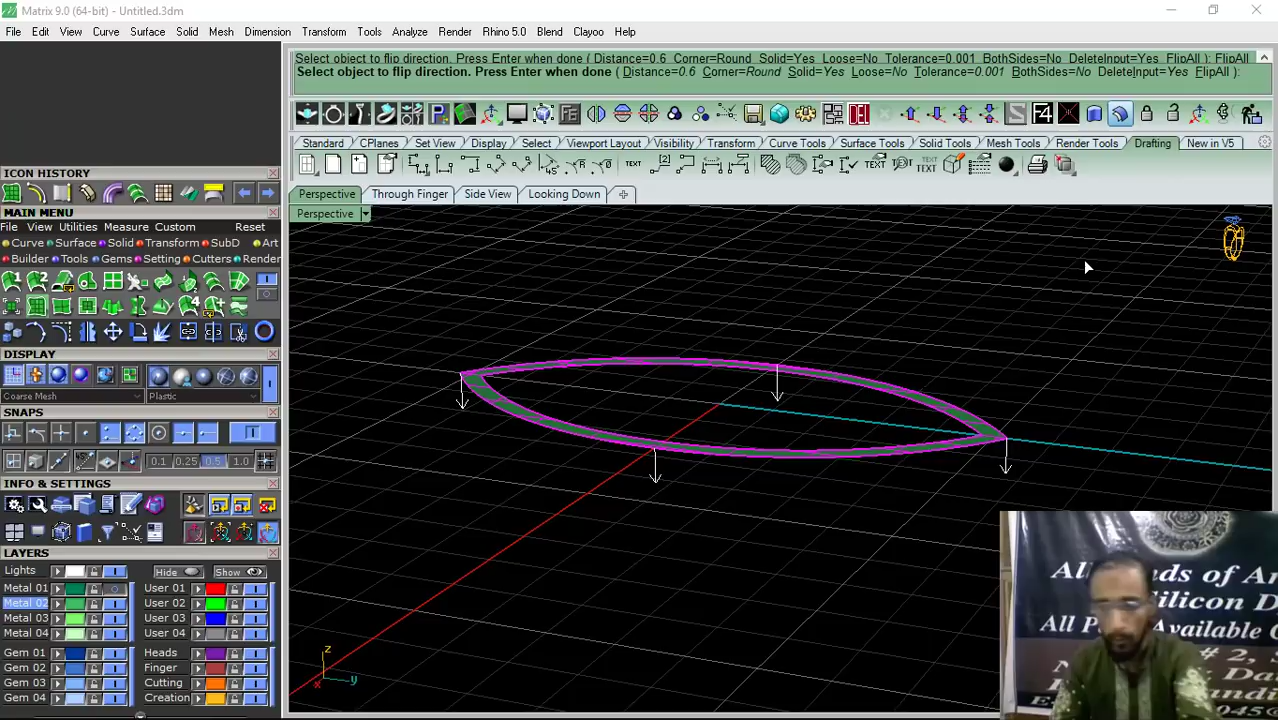 Matrix 9.0 (64-bit) - Untitled.3dm
File Edit View Curve Surface Solid Mesh Dimension Transform Tools Analyze Render Rhino 5.0 Blend Clayoo Help
Select object to flip direction. Press Enter when done ( Distance=0.6 Corner=Round Solid=Yes Loose=No Tolerance=0.001 BothSides=No DeleteInput=Yes FlipAll ): FlipAll
Select object to flip direction. Press Enter when done ( Distance=0.6 Corner=Round Solid=Yes Loose=No Tolerance=0.001 BothSides=No DeleteInput=Yes FlipAll ):
Standard CPlanes Set View Display Select Viewport Layout Visibility Transform Curve Tools Surface Tools Solid Tools Mesh Tools Render Tools Drafting New in V5
Perspective Through Finger Side View Looking Down
Perspective
ICON HISTORY
MAIN MENU
File View Utilities Measure Custom Reset
Curve Surface Solid Transform SubD Art
Builder Tools Gems Setting Cutters Render
DISPLAY
Coarse Mesh Plastic
SNAPS
0.1 0.25 0.5 1.0
INFO & SETTINGS
LAYERS
Lights Hide Show
Metal 01 User 01
Metal 02 User 02
Metal 03 User 03
Metal 04 User 04
Gem 01 Heads
Gem 02 Finger
Gem 03 Cutting
Gem 04 Creation
z
x y